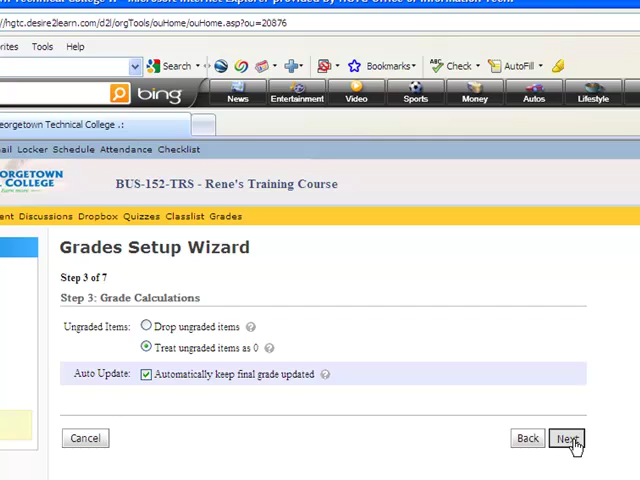 //hgtc.desire2learn.com/d2l/orgTools/ouHome/ouHome.asp?ou=20876
orites Tools Help
Search Bookmarks Check AutoFill
bing News Entertainment Video Sports Money Autos Lifestyle
eorgetown Technical College .:
ail Locker Schedule Attendance Checklist
ORGETOWN
COLLEGE
BUS-152-TRS - Rene's Training Course
ent Discussions Dropbox Quizzes Classlist Grades
Grades Setup Wizard
Step 3 of 7
Step 3: Grade Calculations
Ungraded Items: Drop ungraded items
Treat ungraded items as 0
Auto Update: Automatically keep final grade updated
Cancel Back Next